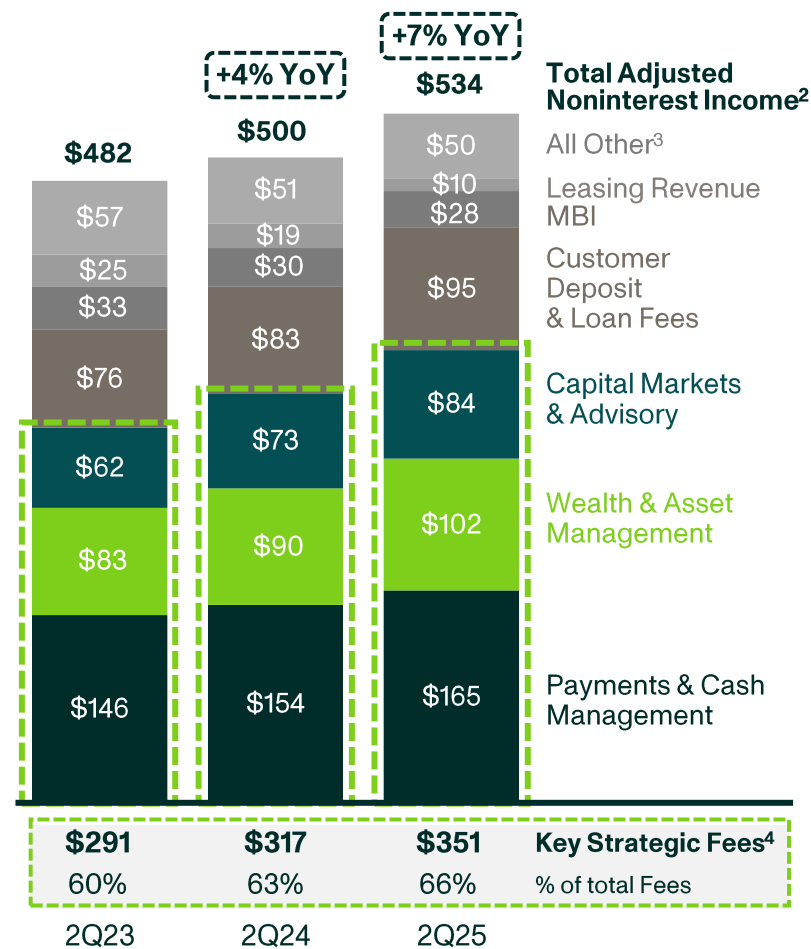 +7% YoY
+4% YoY
$534
Total Adjusted
Noninterest Income²
$500
$482
$57
$51
$50
All Other³
$25
$19
$10
Leasing Revenue
$33
$30
$28
MBI
$76
$83
$95
Customer
Deposit
& Loan Fees
$62
$73
$84
Capital Markets
& Advisory
$83
$90
$102
Wealth & Asset
Management
$146
$154
$165
Payments & Cash
Management
$291 $317 $351 Key Strategic Fees⁴
60% 63% 66% % of total Fees
2Q23 2Q24 2Q25